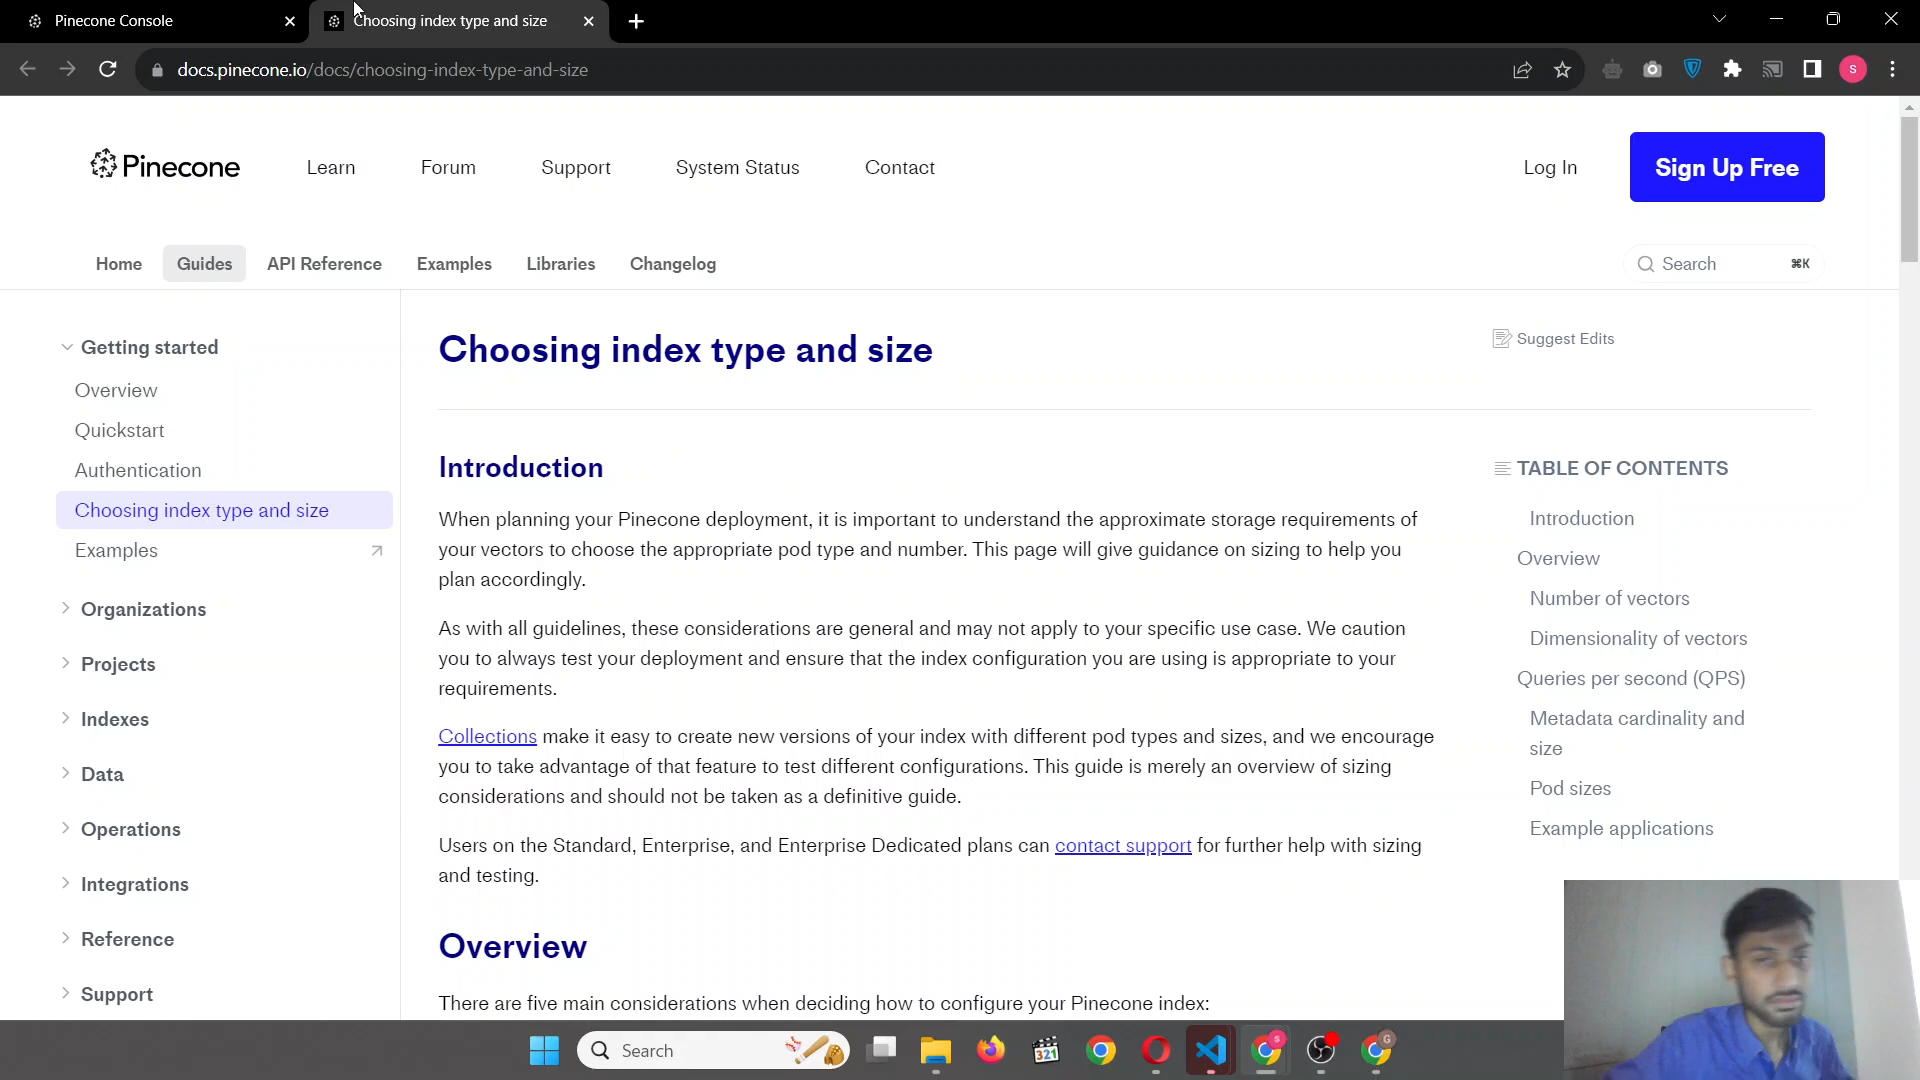 Pinecone Console
Choosing index type and size
docs.pinecone.io/docs/choosing-index-type-and-size
S
Pinecone
Learn
Forum
Support
System Status
Contact
Log In
Sign Up Free
Home
Guides
API Reference
Examples
Libraries
Changelog
Search
⌘K
Getting started
Overview
Quickstart
Authentication
Choosing index type and size
Examples
Organizations
Projects
Indexes
Data
Operations
Integrations
Reference
Support
Choosing index type and size
Suggest Edits
Introduction
When planning your Pinecone deployment, it is important to understand the approximate storage requirements of
your vectors to choose the appropriate pod type and number. This page will give guidance on sizing to help you
plan accordingly.
As with all guidelines, these considerations are general and may not apply to your specific use case. We caution
you to always test your deployment and ensure that the index configuration you are using is appropriate to your
requirements.
Collections make it easy to create new versions of your index with different pod types and sizes, and we encourage
you to take advantage of that feature to test different configurations. This guide is merely an overview of sizing
considerations and should not be taken as a definitive guide.
Users on the Standard, Enterprise, and Enterprise Dedicated plans can contact support for further help with sizing
and testing.
Overview
There are five main considerations when deciding how to configure your Pinecone index:
TABLE OF CONTENTS
Introduction
Overview
Number of vectors
Dimensionality of vectors
Queries per second (QPS)
Metadata cardinality and
size
Pod sizes
Example applications
Search
321
S
G